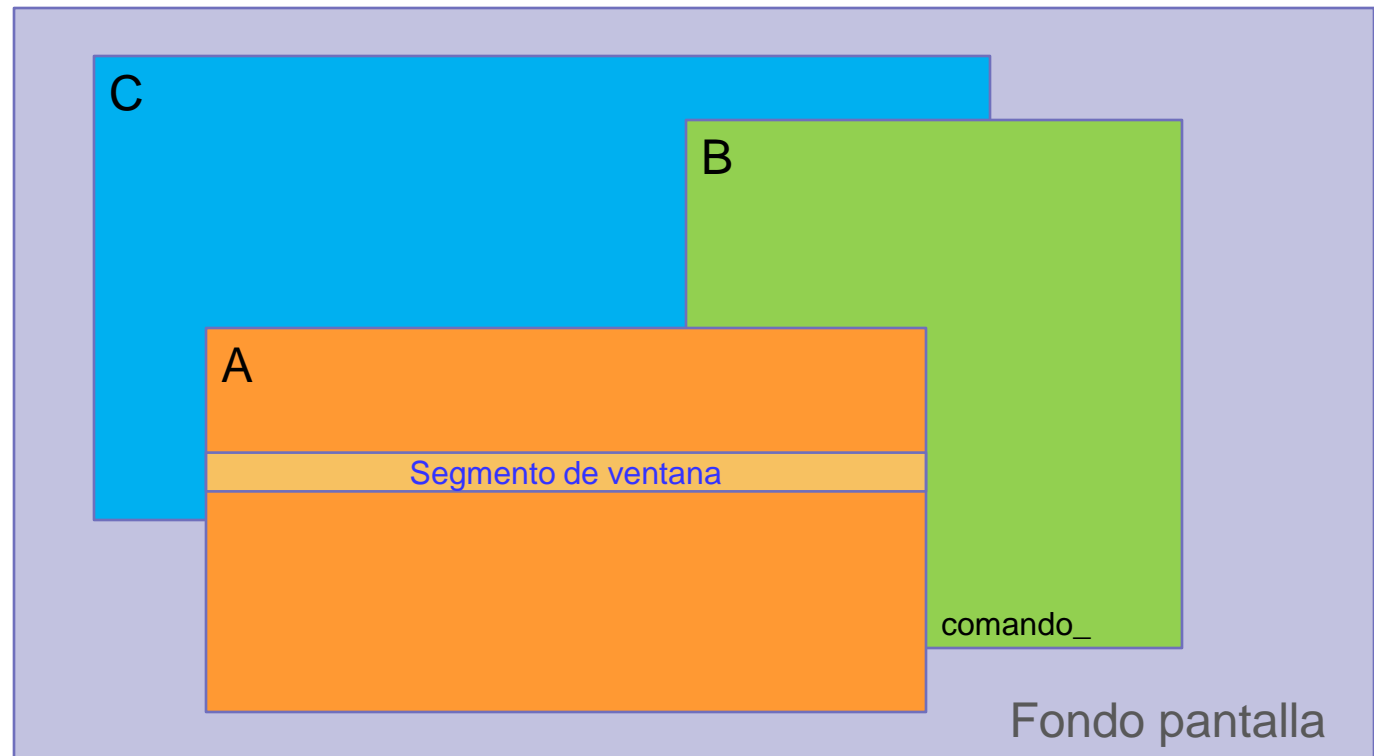 C
B
A
Segmento de ventana
comando_
Fondo pantalla